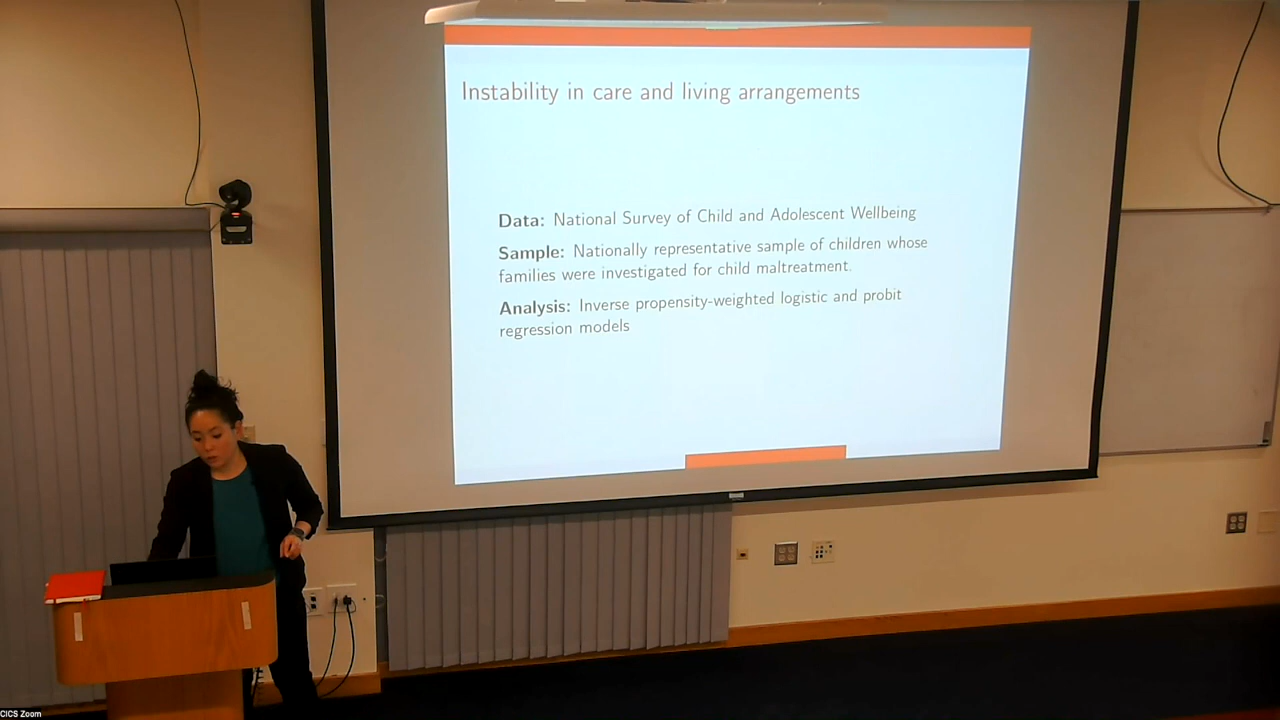 Instability in care and living arrangements
Data: National Survey of Child and Adolescent Wellbeing
Sample: Nationally representative sample of children whose
families were investigated for child maltreatment.
Analysis: Inverse propensity-weighted logistic and probit
regression models
CICS Zoom